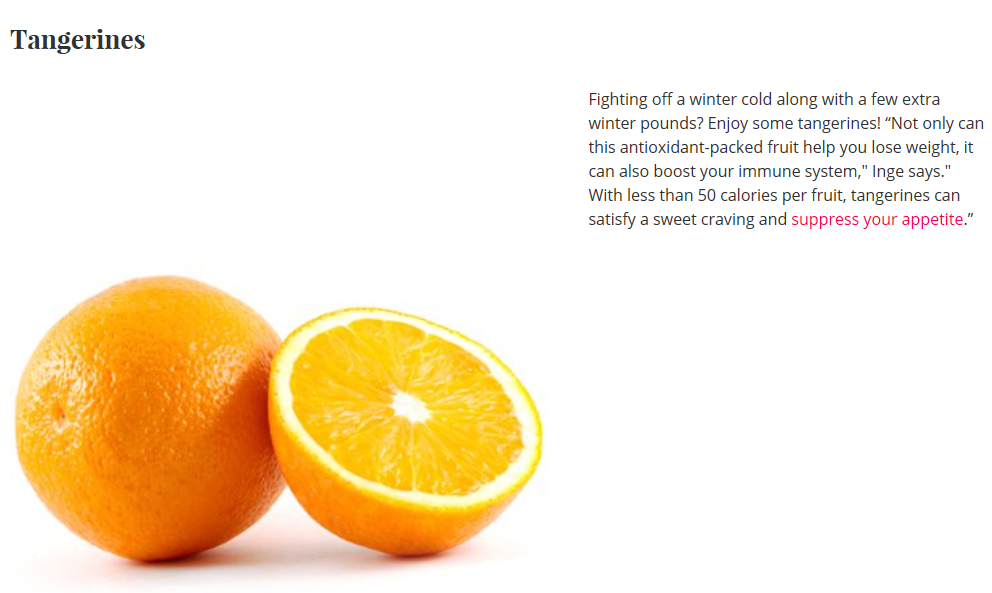 Tangerines
Fighting off a winter cold along with a few extra
winter pounds? Enjoy some tangerines! “Not only can
this antioxidant-packed fruit help you lose weight, it
can also boost your immune system," Inge says."
With less than 50 calories per fruit, tangerines can
satisfy a sweet craving and suppress your appetite.”